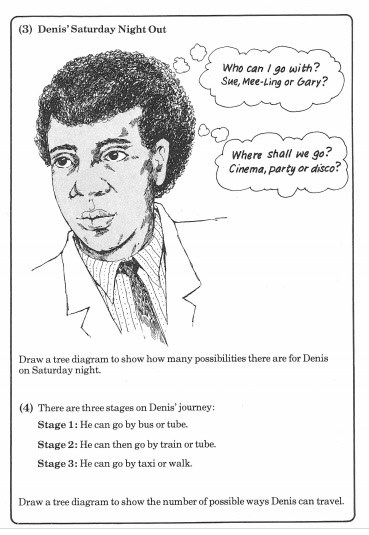 (3) Denis' Saturday Night Out
Who can I go with?
Sue, Mee-Ling or Gary?
Where shall we go?
Cinema, party or disco?
Draw a tree diagram to show how many possibilities there are for Denis
on Saturday night.
(4) There are three stages on Denis' journey:
Stage 1: He can go by bus or tube.
Stage 2: He can then go by train or tube.
Stage 3: He can go by taxi or walk.
Draw a tree diagram to show the number of possible ways Denis can travel.